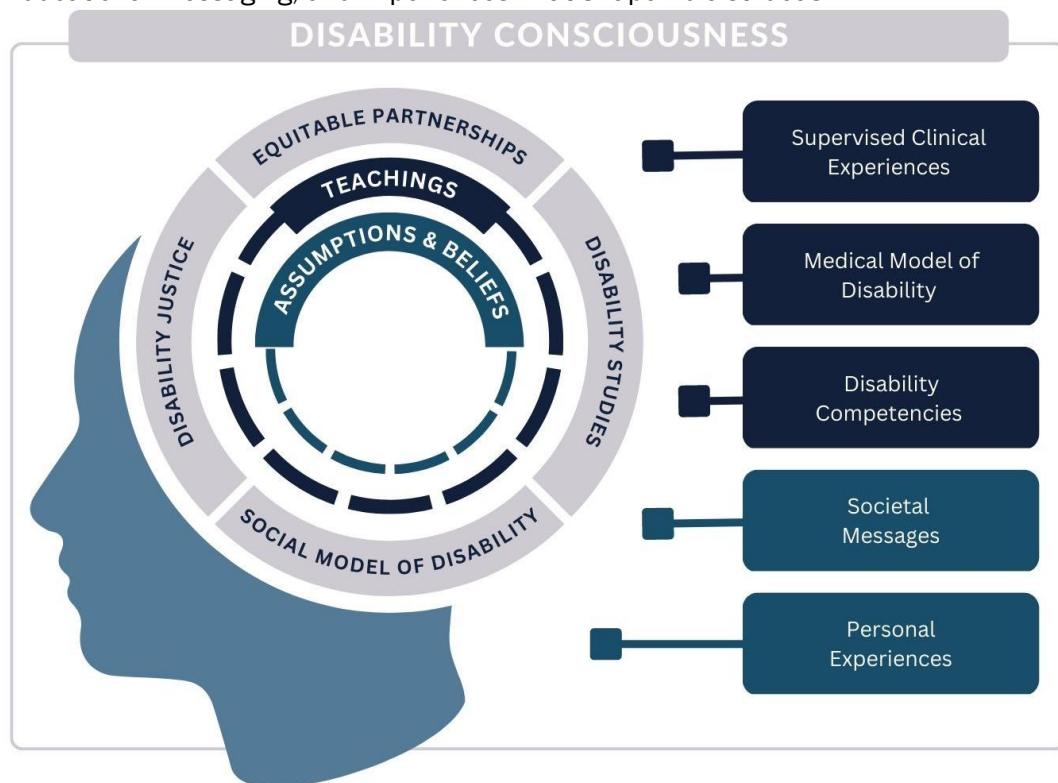 DISABILITY CONSCIOUSNESS
EQUITABLE PARTNERSHIPS
TEACHINGS
ASSUMPTIONS & BELIEFS
DISABILITY JUSTICE
DISABILITY STUDIES
SOCIAL MODEL OF DISABILITY
Supervised Clinical
Experiences
Medical Model of
Disability
Disability
Competencies
Societal
Messages
Personal
Experiences